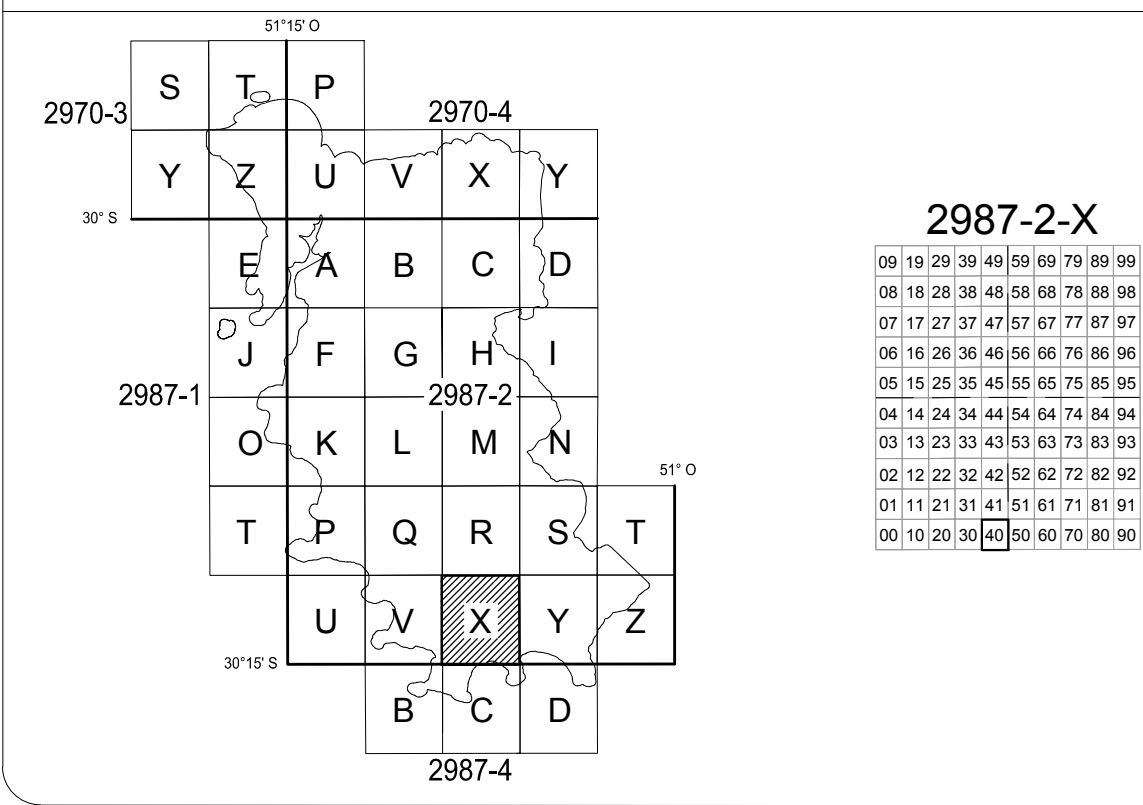 51°15' O
S T P
2970-3 2970-4
Y Z U V X Y
30° S
E A B C D
J F G H I
2987-1 2987-2
O K L M N
51° O
T P Q R S T
U V X Y Z
30°15' S
B C D
2987-4
2987-2-X
09 19 29 39 49 59 69 79 89 99
08 18 28 38 48 58 68 78 88 98
07 17 27 37 47 57 67 77 87 97
06 16 26 36 46 56 66 76 86 96
05 15 25 35 45 55 65 75 85 95
04 14 24 34 44 54 64 74 84 94
03 13 23 33 43 53 63 73 83 93
02 12 22 32 42 52 62 72 82 92
01 11 21 31 41 51 61 71 81 91
00 10 20 30 40 50 60 70 80 90